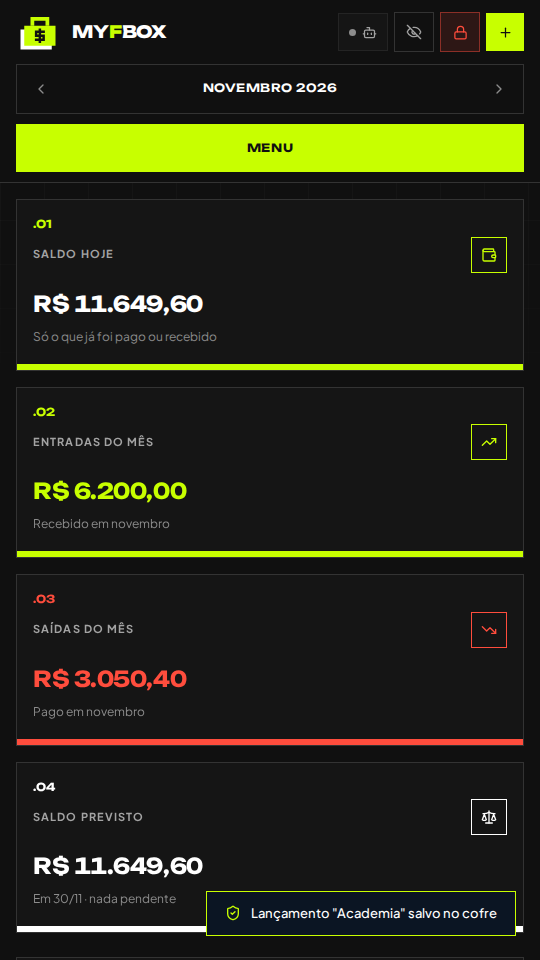 MYFBOX
NOVEMBRO 2026
MENU
.01
SALDO HOJE
R$ 11.649,60
Só o que já foi pago ou recebido
.02
ENTRADAS DO MÊS
R$ 6.200,00
Recebido em novembro
.03
SAÍDAS DO MÊS
R$ 3.050,40
Pago em novembro
.04
SALDO PREVISTO
R$ 11.649,60
Em 30/11 · nada pendente
Lançamento "Academia" salvo no cofre